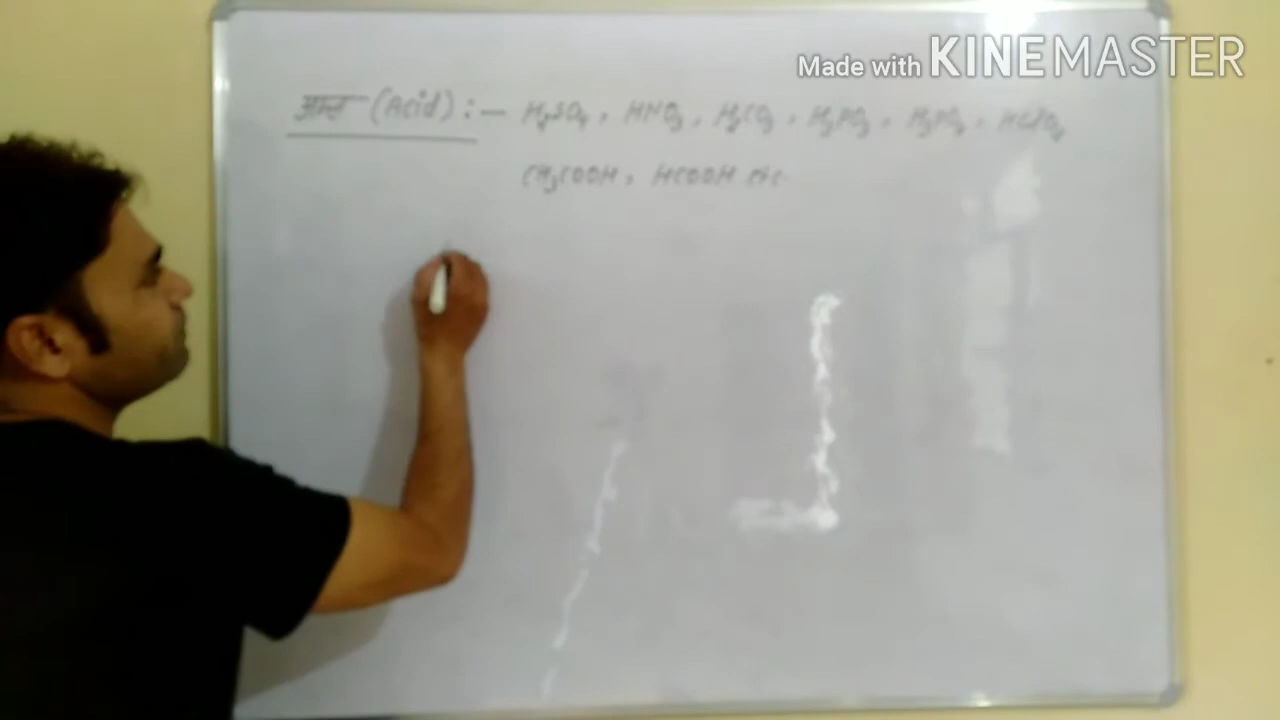 Made with KINEMASTER
अम्ल (Acid) :— H₂SO₄, HNO₃, H₂CO₃, H₃PO₃, H₃PO₄, HClO₄
CH₃COOH, HCOOH etc.